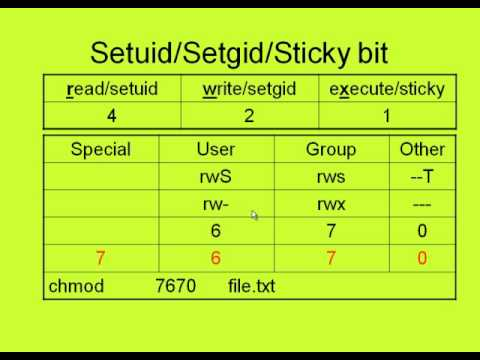 Setuid/Setgid/Sticky bit
read/setuid write/setgid execute/sticky
4 2 1
Special User Group Other
rwS rws --T
rw- rwx ---
6 7 0
7 6 7 0
chmod 7670 file.txt